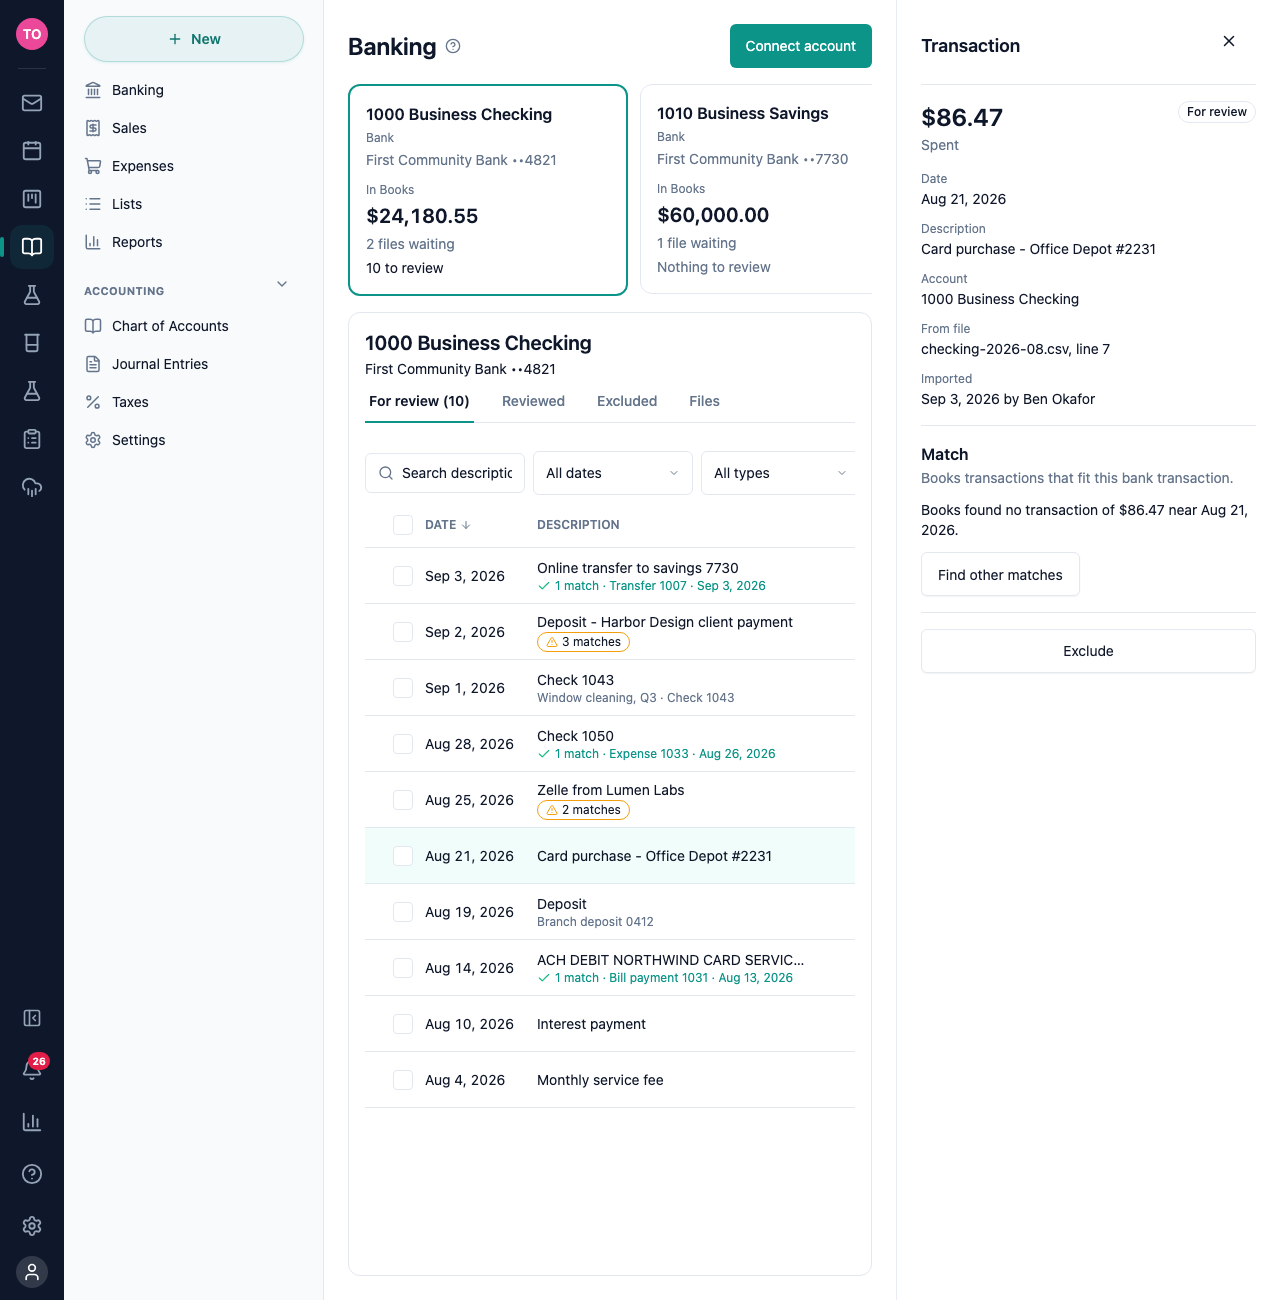 TO
26
New
Banking
Sales
Expenses
Lists
Reports
ACCOUNTING
Chart of Accounts
Journal Entries
Taxes
Settings
Banking
Connect account
1000 Business Checking
Bank
First Community Bank ••4821
In Books
$24,180.55
2 files waiting
10 to review
1010 Business Savings
Bank
First Community Bank ••7730
In Books
$60,000.00
1 file waiting
Nothing to review
1000 Business Checking
First Community Bank ••4821
For review (10) Reviewed Excluded Files
Search descriptic All dates All types
DATE DESCRIPTION
Sep 3, 2026 Online transfer to savings 7730
1 match · Transfer 1007 · Sep 3, 2026
Sep 2, 2026 Deposit - Harbor Design client payment
3 matches
Sep 1, 2026 Check 1043
Window cleaning, Q3 · Check 1043
Aug 28, 2026 Check 1050
1 match · Expense 1033 · Aug 26, 2026
Aug 25, 2026 Zelle from Lumen Labs
2 matches
Aug 21, 2026 Card purchase - Office Depot #2231
Aug 19, 2026 Deposit
Branch deposit 0412
Aug 14, 2026 ACH DEBIT NORTHWIND CARD SERVIC...
1 match · Bill payment 1031 · Aug 13, 2026
Aug 10, 2026 Interest payment
Aug 4, 2026 Monthly service fee
Transaction
$86.47
For review
Spent
Date
Aug 21, 2026
Description
Card purchase - Office Depot #2231
Account
1000 Business Checking
From file
checking-2026-08.csv, line 7
Imported
Sep 3, 2026 by Ben Okafor
Match
Books transactions that fit this bank transaction.
Books found no transaction of $86.47 near Aug 21,
2026.
Find other matches
Exclude